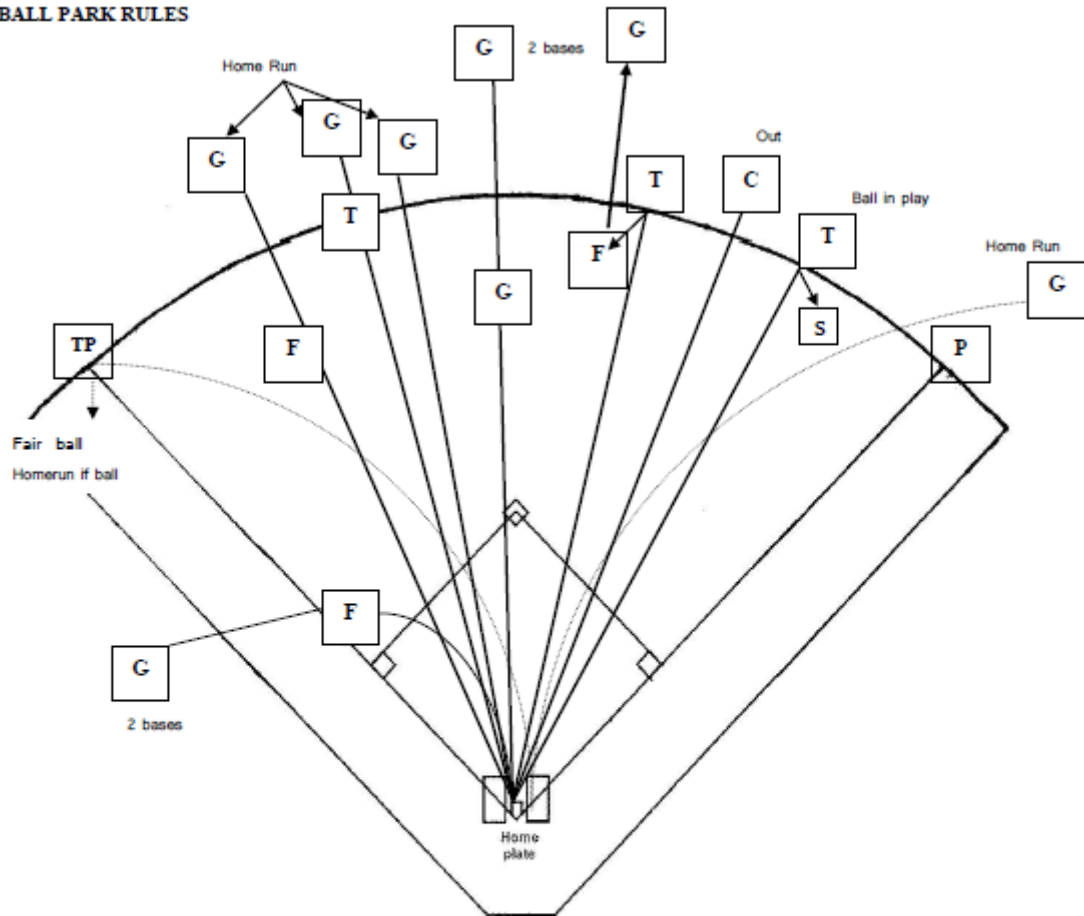 BALL PARK RULES
G
2 bases
G
Home Run
G
G
G
Out
T
C
T
Ball in play
T
F
Home Run
G
G
S
TP
F
P
Fair ball
Homerun if ball
F
G
2 bases
Home
plate